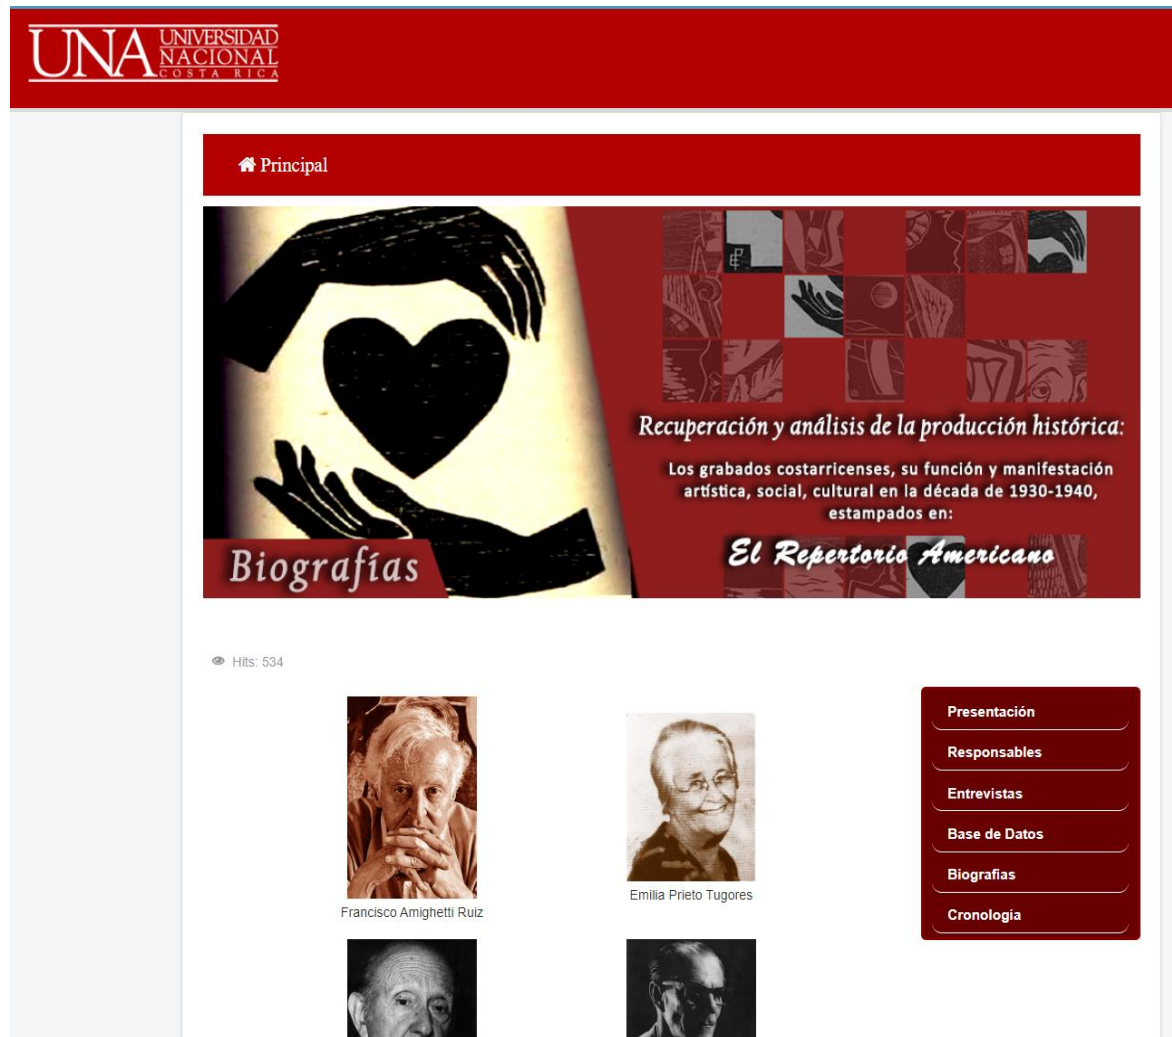 UNA UNIVERSIDAD
NACIONAL
COSTA RICA
Principal
Recuperación y análisis de la producción histórica:
Los grabados costarricenses, su función y manifestación
artística, social, cultural en la década de 1930-1940,
estampados en:
El Repertorio Americano
Biografías
Hits: 534
Francisco Amighetti Ruiz
Emilia Prieto Tugores
Presentación
Responsables
Entrevistas
Base de Datos
Biografias
Cronología